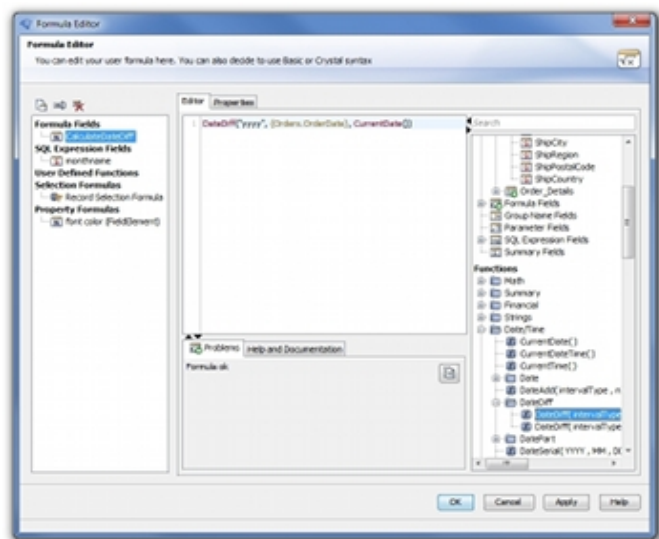 Formula Editor
Formula Editor
You can edit your user formula here. You can also decide to use Basic or Crystal syntax
Formula Fields
CalculateDateDiff
SQL Expression Fields
monthname
User Defined Functions
Selection Formulas
Record Selection Formula
Property Formulas
font color (FieldElement)
Editor Properties
1 DateDiff("yyyy", {Orders.OrderDate}, CurrentDate())
Problems Help and Documentation
Formula ok
Search
ShipCity
ShipRegion
ShipPostalCode
ShipCountry
Order_Details
Formula Fields
Group Name Fields
Parameter Fields
SQL Expression Fields
Summary Fields
Functions
Math
Summary
Financial
Strings
Date/Time
CurrentDate()
CurrentDateTime()
CurrentTime()
Date
DateAdd(intervalType , n
DateDiff
DateDiff( intervalType
DateDiff( intervalType
DatePart
DateSerial( YYYY , MM , D(
OK Cancel Apply Help